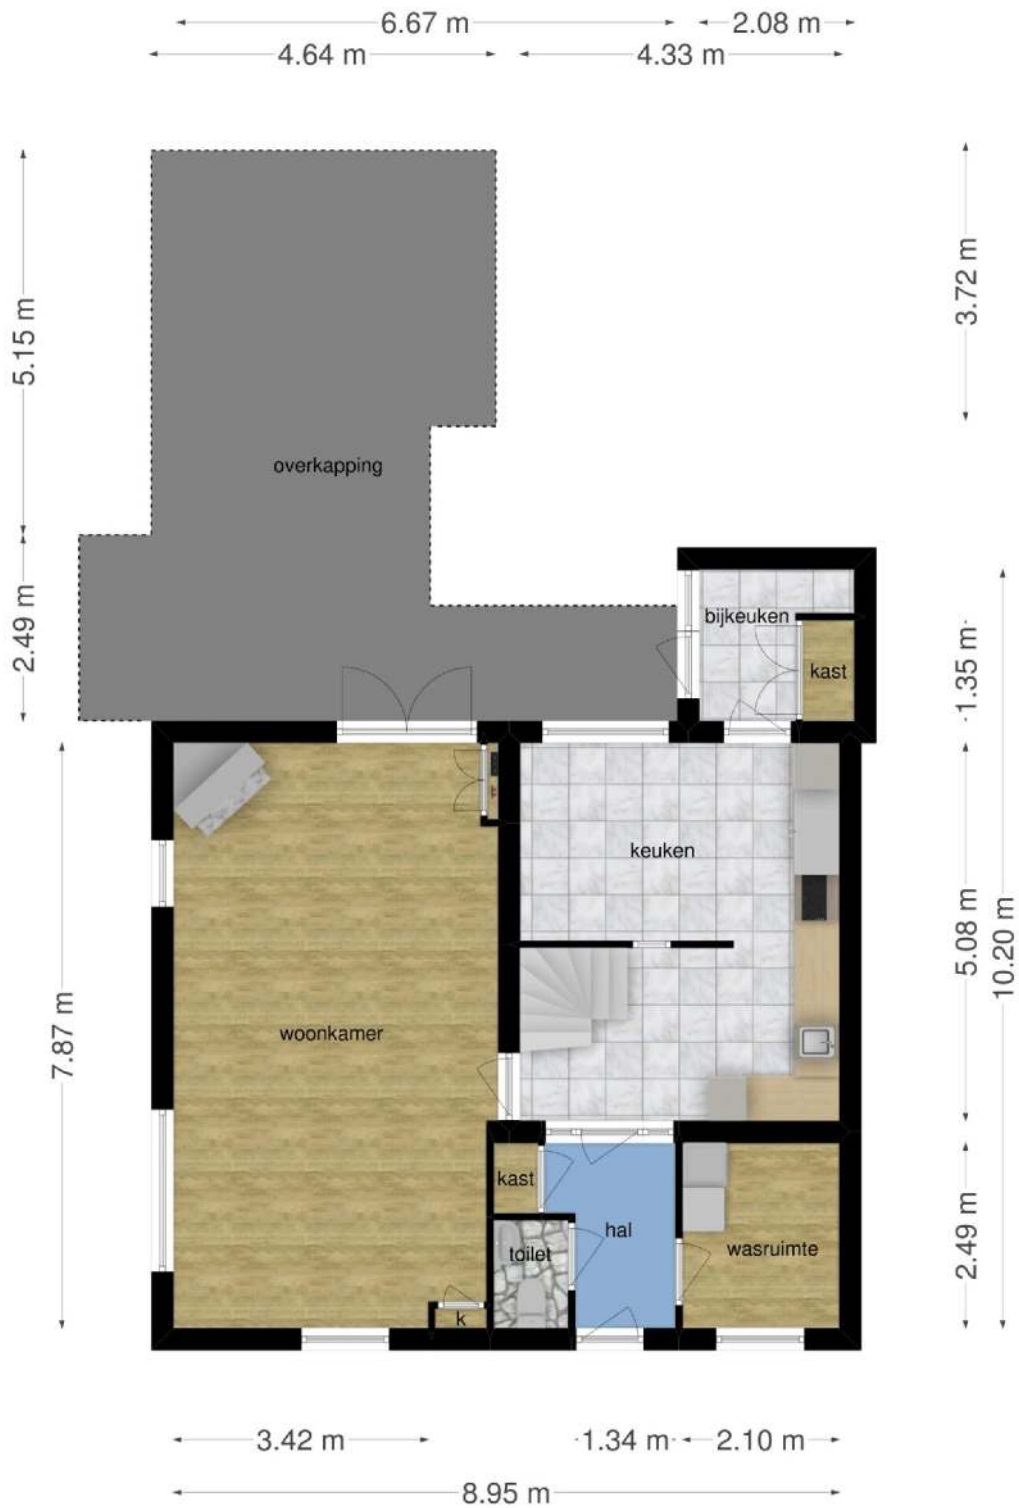 6.67 m
2.08 m
4.64 m
4.33 m
5.15 m
3.72 m
overkapping
2.49 m
bijkeuken
1.35 m
kast
keuken
5.08 m
10.20 m
7.87 m
woonkamer
kast
hal
toilet
wasruimte
2.49 m
k
3.42 m
1.34 m
2.10 m
8.95 m